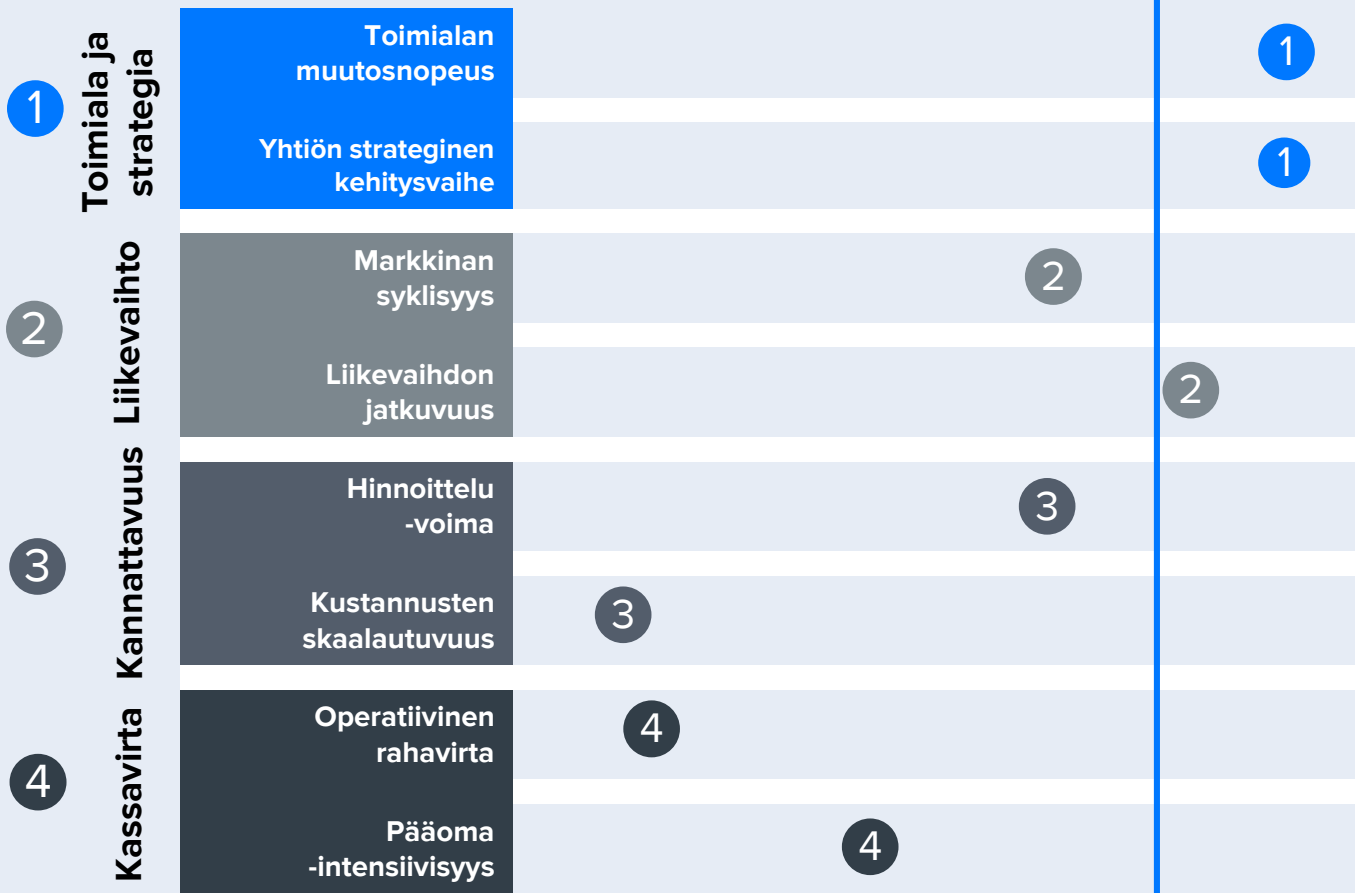 1
Toimiala ja
strategia
Toimialan
muutosnopeus
1
Yhtiön strateginen
kehitysvaihe
1
2
Liikevaihto
Markkinan
syklisyys
2
Liikevaihdon
jatkuvuus
2
3
Kannattavuus
Hinnoittelu
-voima
3
Kustannusten
skaalautuvuus
3
4
Kassavirta
Operatiivinen
rahavirta
4
Pääoma
-intensiivisyys
4